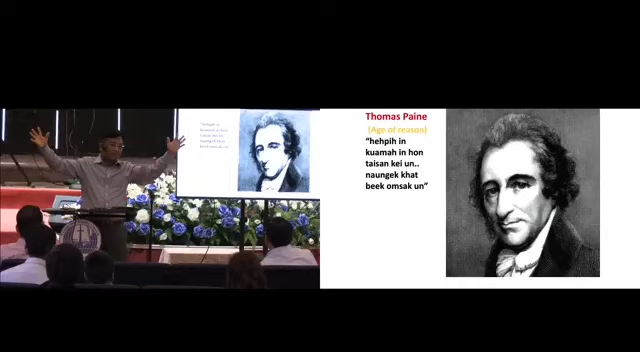 Thomas Paine
(Age of reason)
"hehpih in
kuamah in hon
taisan kei un..
naungek khat
beek omsak un"